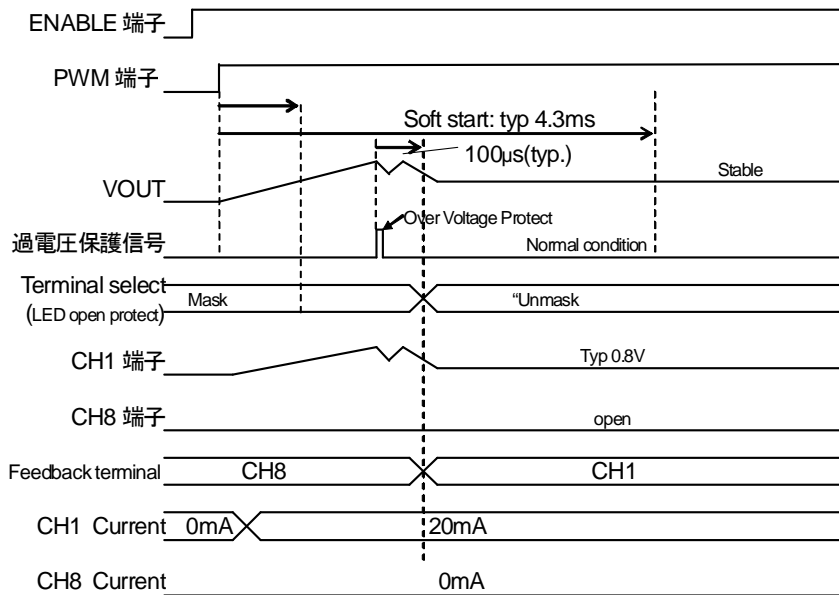 ENABLE 端子
PWM 端子
Soft start: typ 4.3ms
100μs(typ.)
VOUT
Stable
Over Voltage Protect
過電圧保護信号
Normal condition
Terminal select
(LED open protect)
Mask
“Unmask
CH1 端子
Typ 0.8V
CH8 端子
open
Feedback terminal
CH8
CH1
CH1 Current
0mA
20mA
CH8 Current
0mA